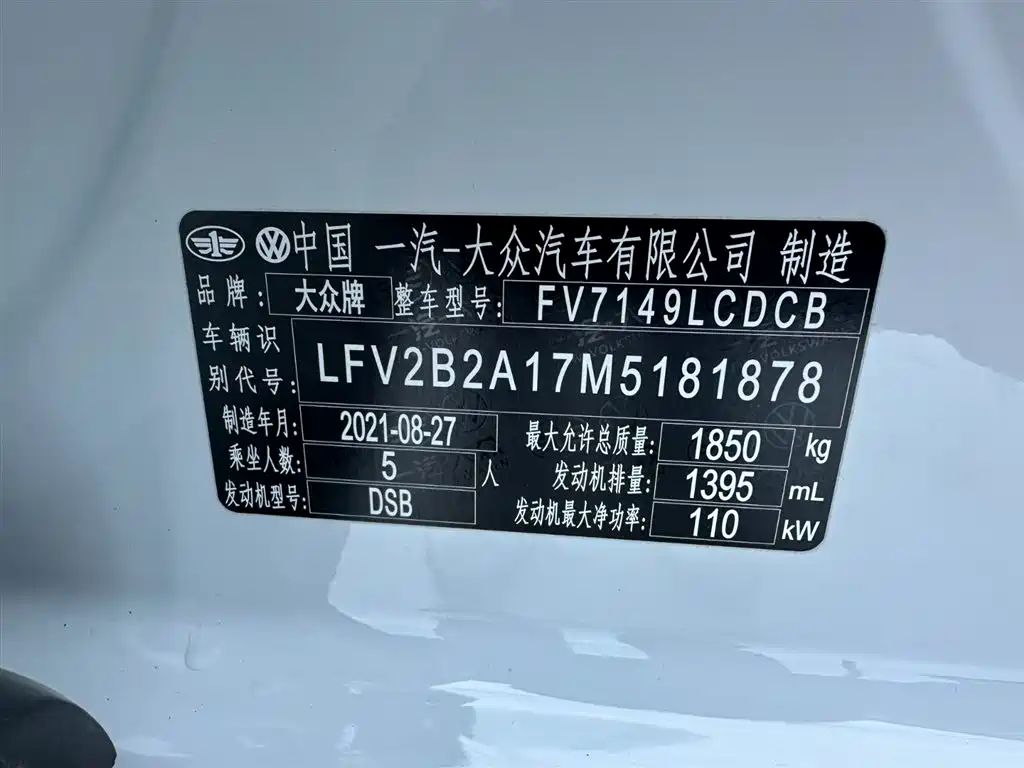 中国 一汽-大众汽车有限公司 制造
品牌: 大众牌 整车型号: FV7149LCDCB
车辆识别代号: LFV2B2A17M5181878
制造年月: 2021-08-27 最大允许总质量: 1850 kg
乘坐人数: 5 人 发动机排量: 1395 mL
发动机型号: DSB 发动机最大净功率: 110 kW